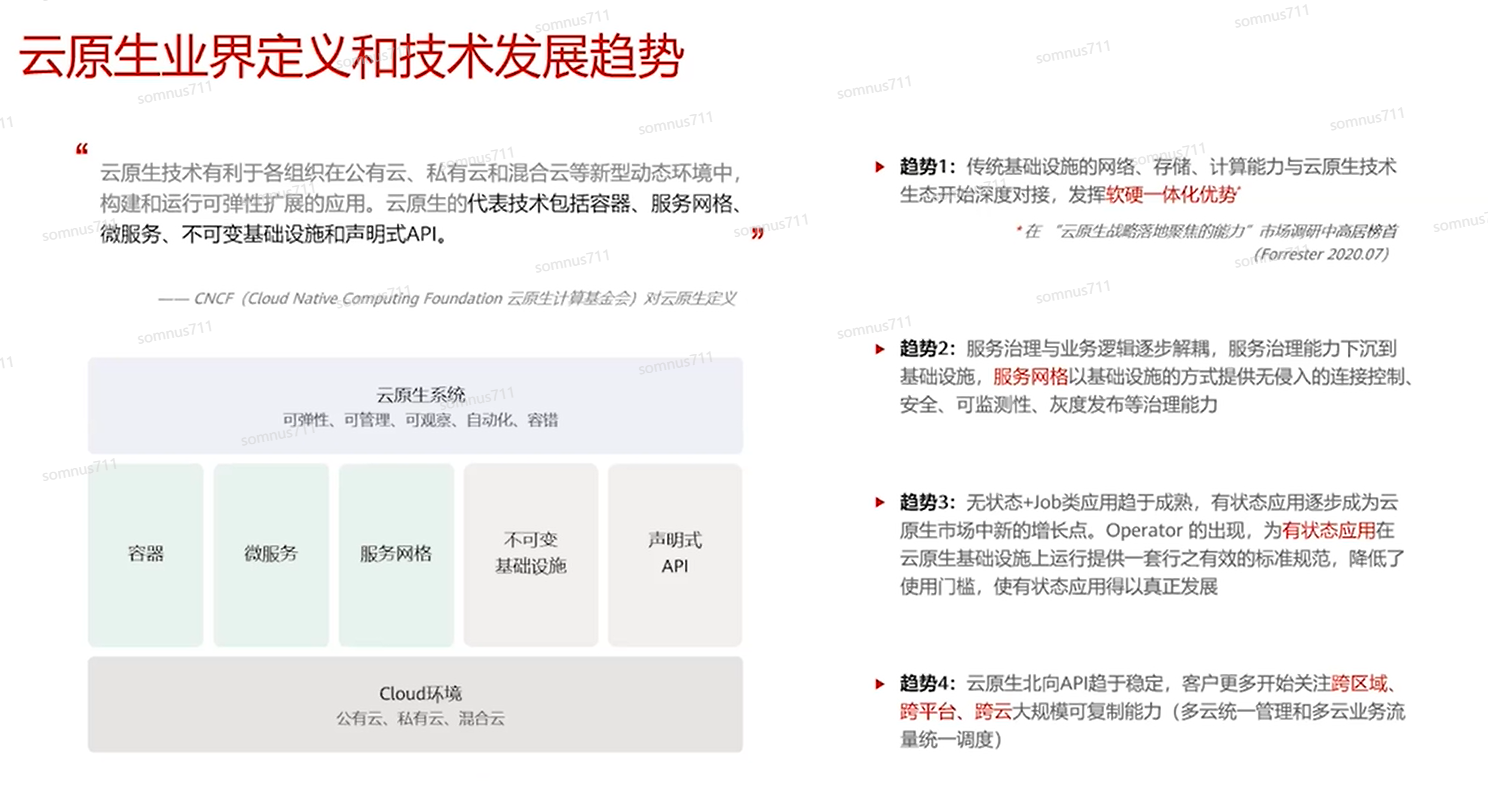 云原生业界定义和技术发展趋势
“
云原生技术有利于各组织在公有云、私有云和混合云等新型动态环境中，
构建和运行可弹性扩展的应用。云原生的代表技术包括容器、服务网格、
微服务、不可变基础设施和声明式API。
”
—— CNCF（Cloud Native Computing Foundation 云原生计算基金会）对云原生定义
云原生系统
可弹性、可管理、可观察、自动化、容错
容器
微服务
服务网格
不可变
基础设施
声明式
API
Cloud环境
公有云、私有云、混合云
趋势1：传统基础设施的网络、存储、计算能力与云原生技术
生态开始深度对接，发挥软硬一体化优势*
*在 “云原生战略落地聚焦的能力”市场调研中高居榜首
（Forrester 2020.07）
趋势2：服务治理与业务逻辑逐步解耦，服务治理能力下沉到
基础设施，服务网格以基础设施的方式提供无侵入的连接控制、
安全、可监测性、灰度发布等治理能力
趋势3：无状态+Job类应用趋于成熟，有状态应用逐步成为云
原生市场中新的增长点。Operator 的出现，为有状态应用在
云原生基础设施上运行提供一套行之有效的标准规范，降低了
使用门槛，使有状态应用得以真正发展
趋势4：云原生北向API趋于稳定，客户更多开始关注跨区域、
跨平台、跨云大规模可复制能力（多云统一管理和多云业务流
量统一调度）
somnus711